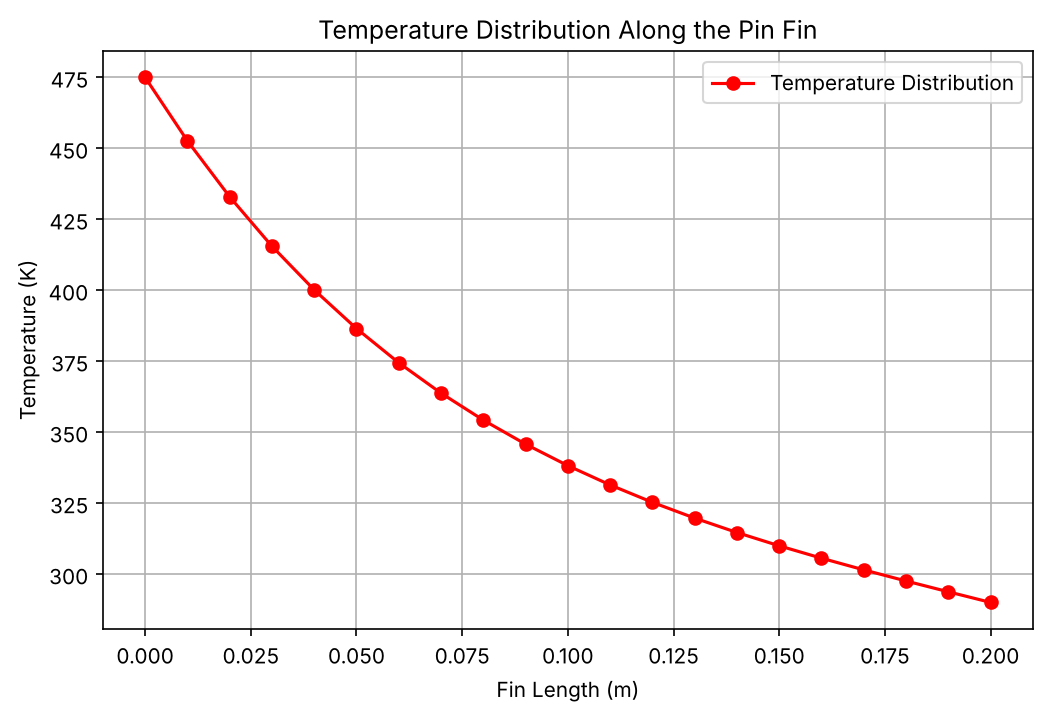 Temperature Distribution Along the Pin Fin
Temperature Distribution
475
450
425
400
375
350
325
300
Temperature (K)
0.000 0.025 0.050 0.075 0.100 0.125 0.150 0.175 0.200
Fin Length (m)